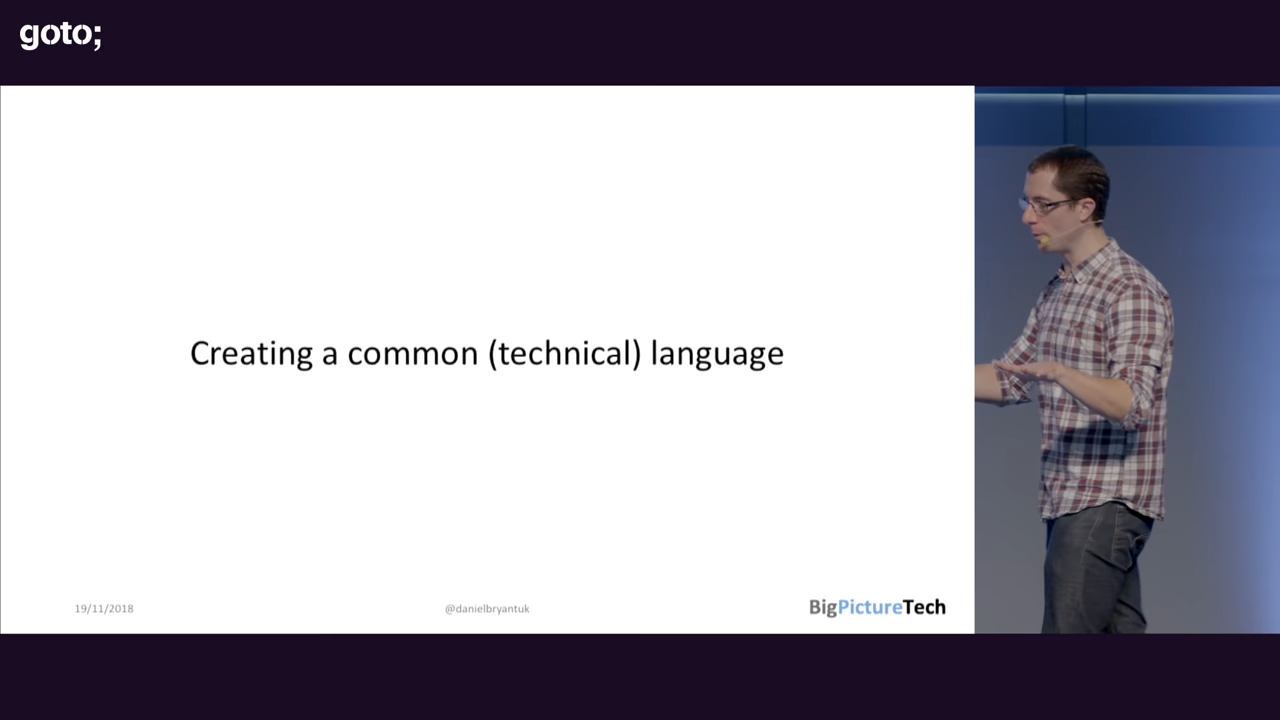 goto;
Creating a common (technical) language
19/11/2018
@danielbryantuk
BigPictureTech